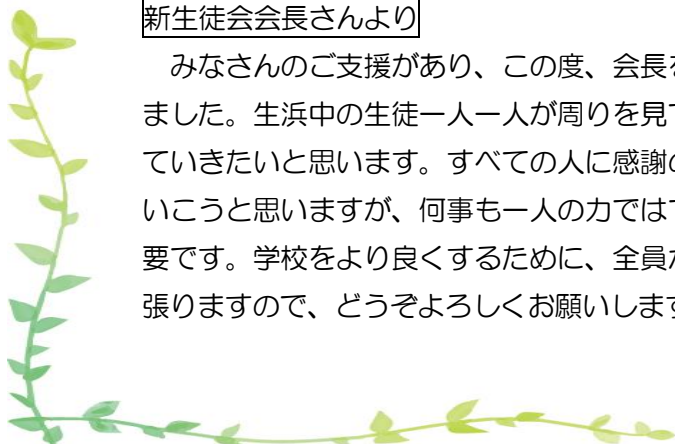 新生徒会会長さんより
みなさんのご支援があり、この度、会長を
ました。生浜中の生徒一人一人が周りを見て
ていきたいと思います。すべての人に感謝の
いこうと思いますが、何事も一人の力ではで
要です。学校をより良くするために、全員が
張りますので、どうぞよろしくお願いします